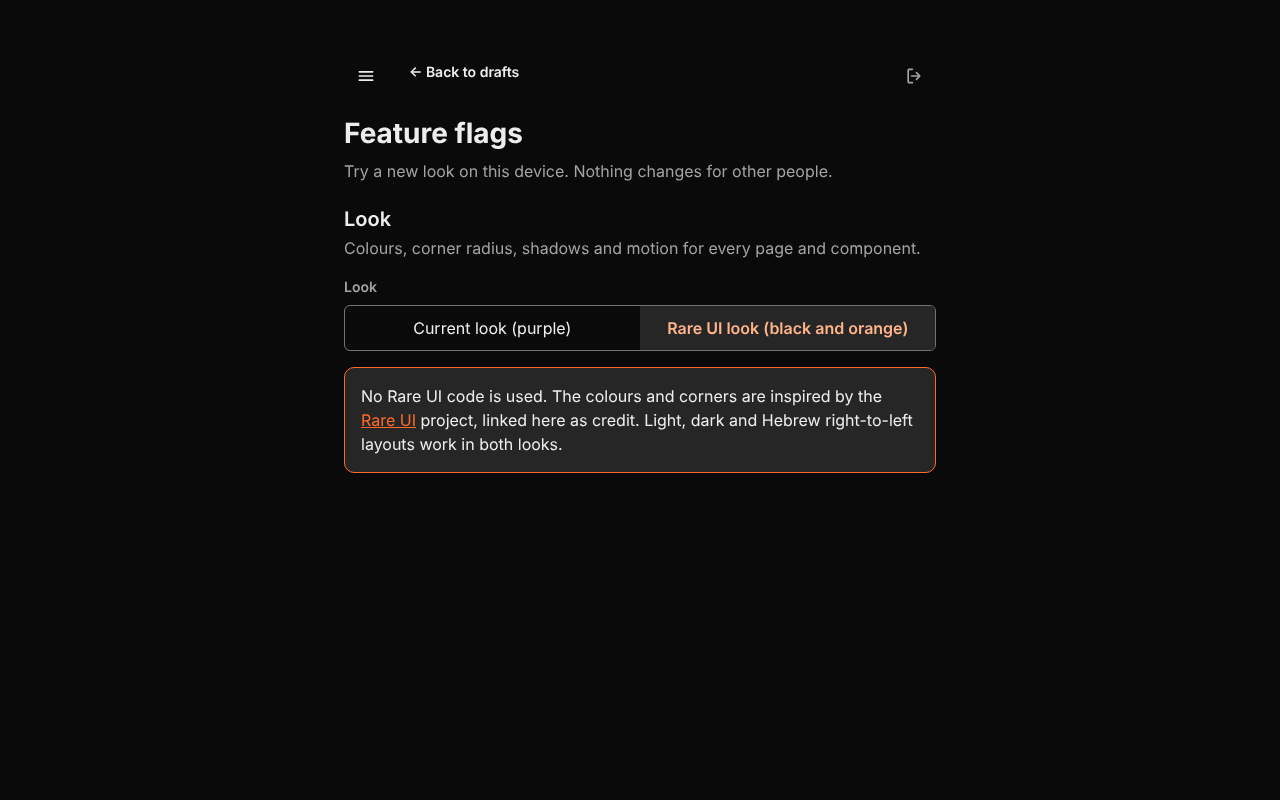 ← Back to drafts
Feature flags
Try a new look on this device. Nothing changes for other people.
Look
Colours, corner radius, shadows and motion for every page and component.
Look
Current look (purple)
Rare UI look (black and orange)
No Rare UI code is used. The colours and corners are inspired by the
Rare UI project, linked here as credit. Light, dark and Hebrew right-to-left
layouts work in both looks.